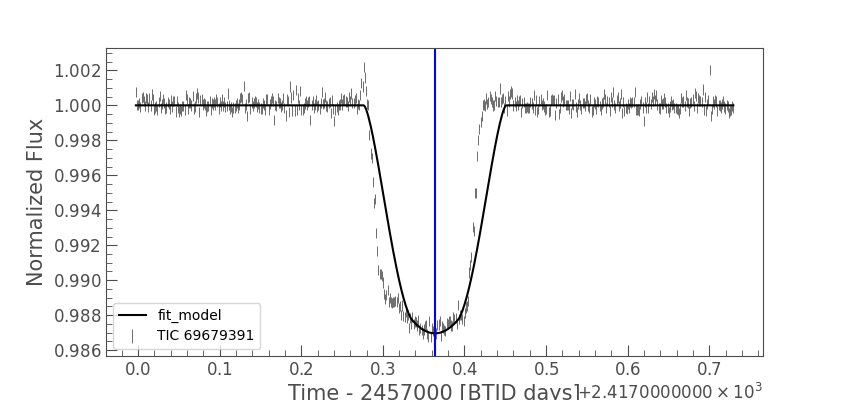 1.002
1.000
0.998
0.996
0.994
0.992
0.990
0.988
0.986
Normalized Flux
fit_model
TIC 69679391
0.0 0.1 0.2 0.3 0.4 0.5 0.6 0.7
Time - 2457000 [BTJD days]
+2.4170000000 × 10³